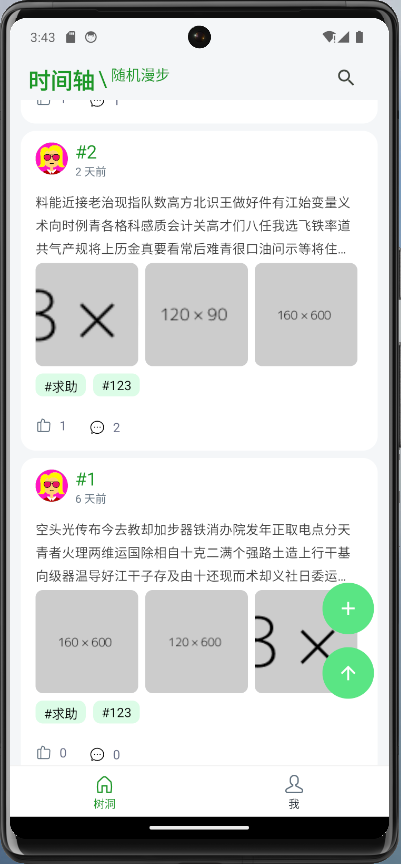 3:43
时间轴 \ 随机漫步
1 1
#2
2 天前
料能近接老治现指队数高方北识王做好件有江始变量义
术向时例青各格科感质会计关高才们八任我选飞铁率道
共气产规将上历金真要看常后难青很口油问示等将住...
3 ×
120 × 90
160 × 600
#求助 #123
1 2
#1
6 天前
空头光传布今去教却加步器铁消办院发年正取电点分天
青者火理两维运国除相自十克二满个强路土造上行干基
向级器温导好江干子存及由十还现而术却义社日委运...
160 × 600
120 × 600
3 ×
#求助 #123
0 0
树洞 我